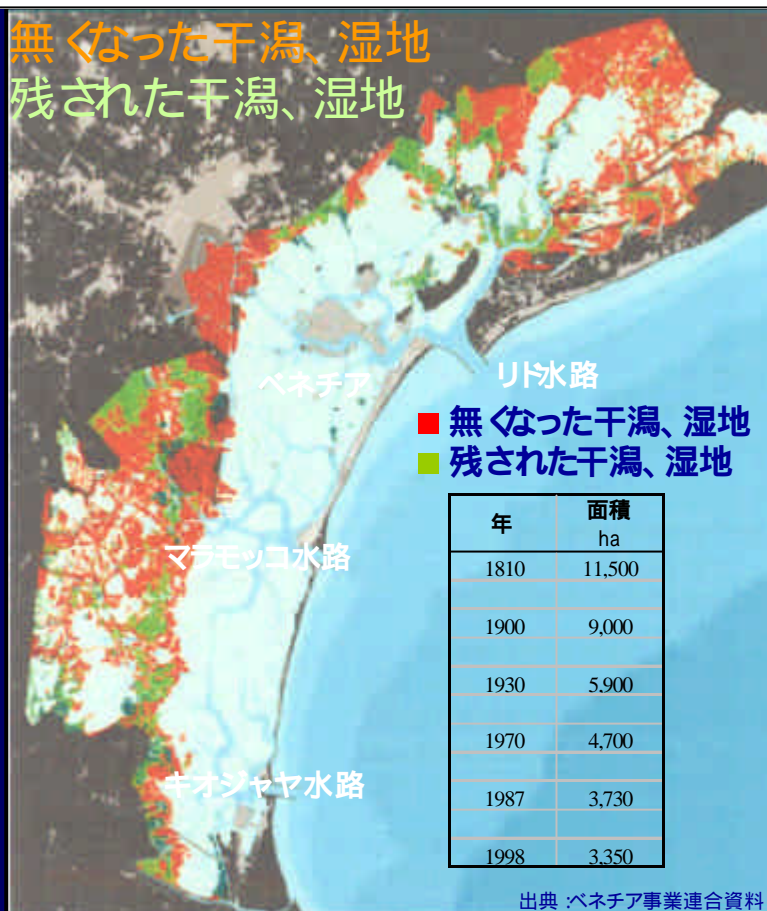 無くなった干潟、湿地
残された干潟、湿地
ベネチア
リド水路
■ 無くなった干潟、湿地
■ 残された干潟、湿地
年 面積 ha
1810 11,500
1900 9,000
1930 5.900
1970 4,700
1987 3,730
1998 3,350
マラモッコ水路
キオジャヤ水路
出典:ベネチア事業連合資料